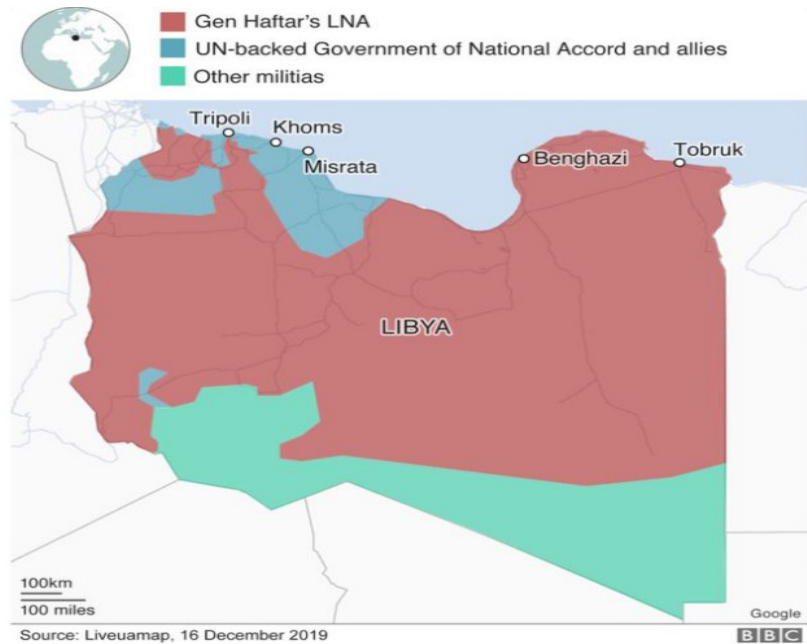 Gen Haftar's LNA
UN-backed Government of National Accord and allies
Other militias
Tripoli
Khoms
Misrata
Benghazi
Tobruk
LIBYA
100km
100 miles
Google
Source: Liveuamap, 16 December 2019
BBC